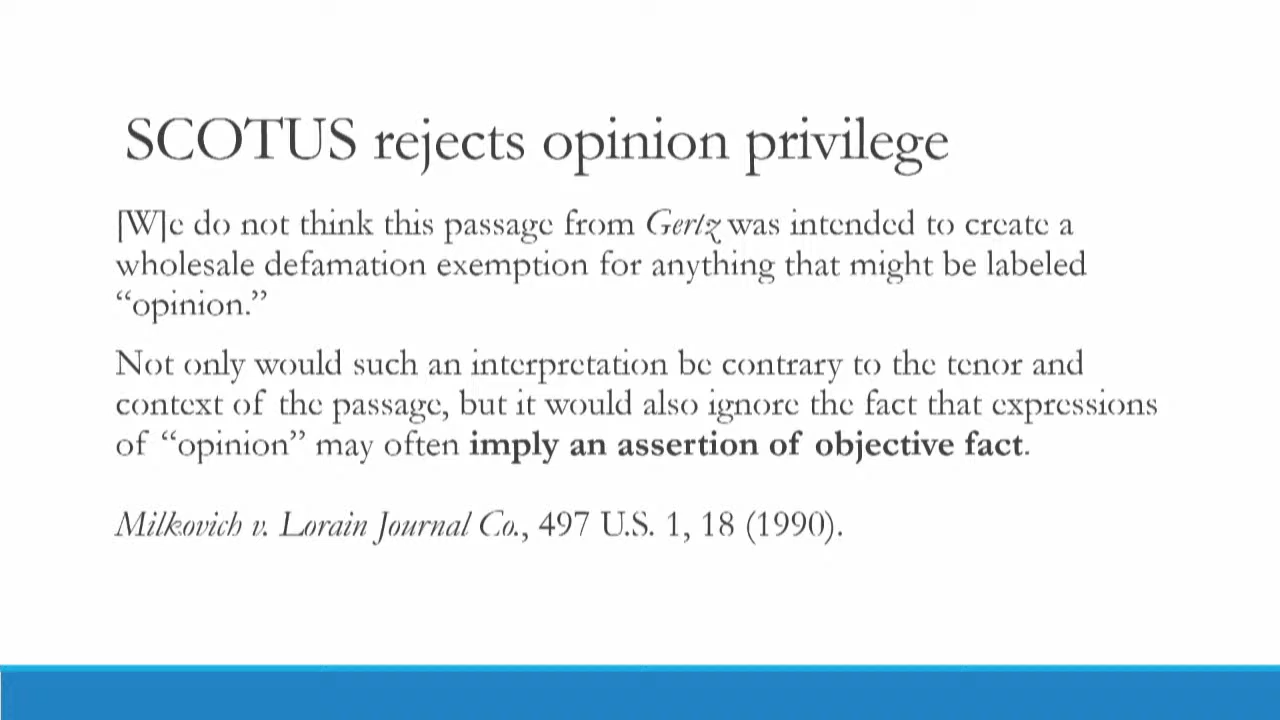 SCOTUS rejects opinion privilege
[W]e do not think this passage from Gertz was intended to create a
wholesale defamation exemption for anything that might be labeled
“opinion.”
Not only would such an interpretation be contrary to the tenor and
context of the passage, but it would also ignore the fact that expressions
of “opinion” may often imply an assertion of objective fact.
Milkovich v. Lorain Journal Co., 497 U.S. 1, 18 (1990).